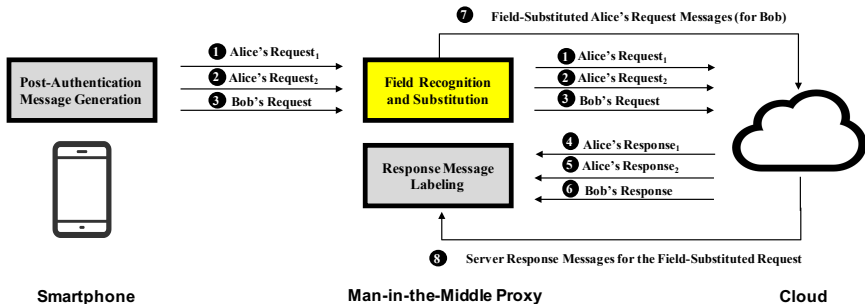 7 Field-Substituted Alice's Request Messages (for Bob)
1 Alice's Request1
2 Alice's Request2
3 Bob's Request
Post-Authentication
Message Generation
Field Recognition
and Substitution
1 Alice's Request1
2 Alice's Request2
3 Bob's Request
Response Message
Labeling
4 Alice's Response1
5 Alice's Response2
6 Bob's Response
8 Server Response Messages for the Field-Substituted Request
Smartphone
Man-in-the-Middle Proxy
Cloud